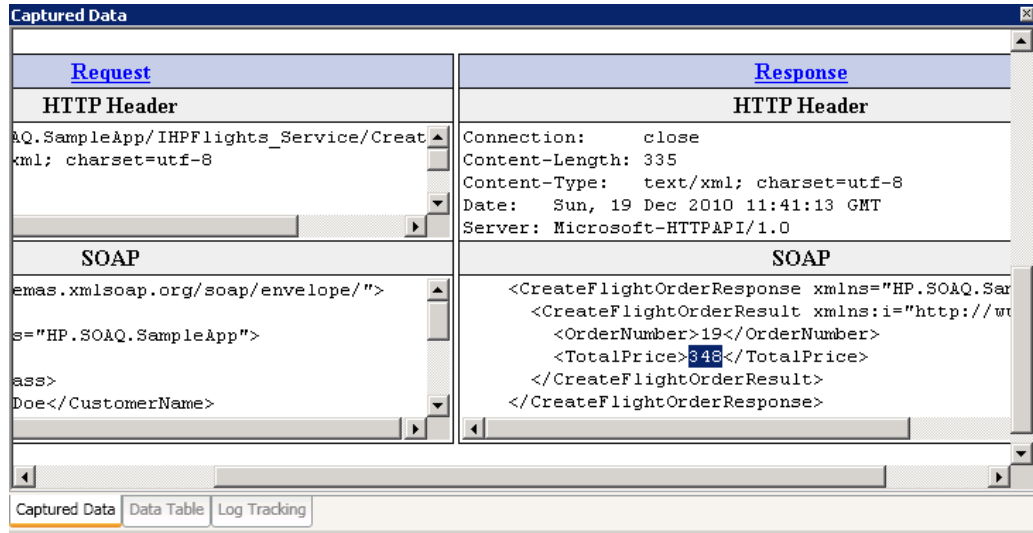 Captured Data
Request
Response
HTTP Header
HTTP Header
AQ.SampleApp/IHPFlights_Service/Creat
xml; charset=utf-8
Connection: close
Content-Length: 335
Content-Type: text/xml; charset=utf-8
Date: Sun, 19 Dec 2010 11:41:13 GMT
Server: Microsoft-HTTPAPI/1.0
SOAP
SOAP
emas.xmlsoap.org/soap/envelope/">
s="HP.SOAQ.SampleApp">
ass>
Doe</CustomerName>
<CreateFlightOrderResponse xmlns="HP.SOAQ.Sam
<CreateFlightOrderResult xmlns:i="http://ww
<OrderNumber>19</OrderNumber>
<TotalPrice>348</TotalPrice>
</CreateFlightOrderResult>
</CreateFlightOrderResponse>
Captured Data
Data Table
Log Tracking